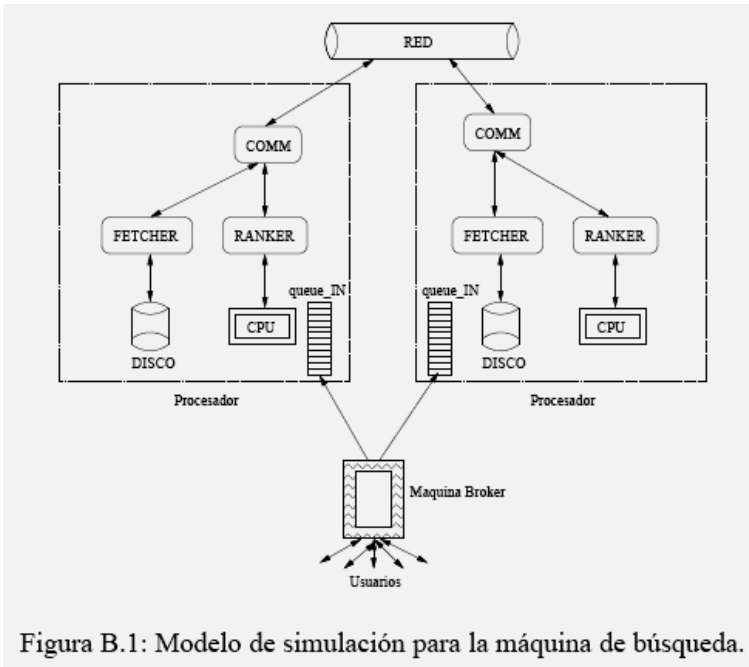 RED
COMM
COMM
FETCHER
RANKER
FETCHER
RANKER
queue_IN
queue_IN
CPU
CPU
DISCO
DISCO
Procesador
Procesador
Maquina Broker
Usuarios
Figura B.1: Modelo de simulación para la máquina de búsqueda.